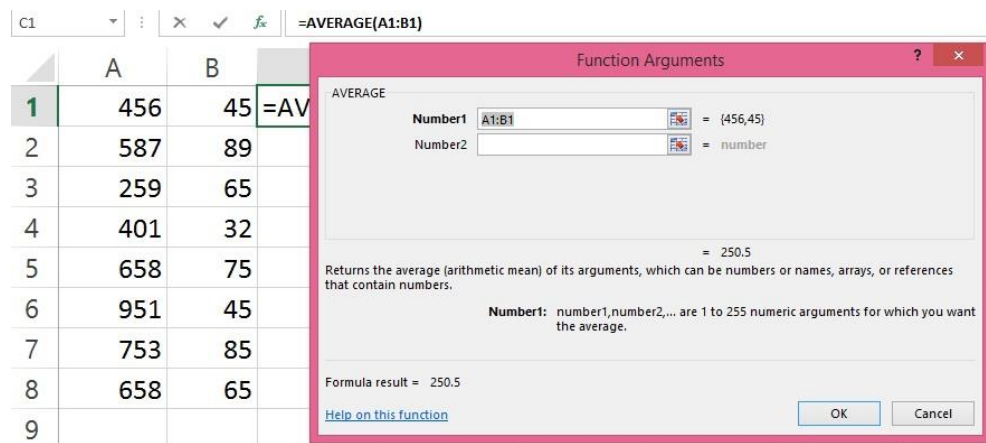 C1 fx =AVERAGE(A1:B1)
A B
Function Arguments ? ×
1 456 45 =AV
2 587 89
3 259 65
4 401 32
5 658 75
6 951 45
7 753 85
8 658 65
9
AVERAGE
Number1 A1:B1 = {456,45}
Number2 = number
= 250.5
Returns the average (arithmetic mean) of its arguments, which can be numbers or names, arrays, or references
that contain numbers.
Number1: number1,number2,... are 1 to 255 numeric arguments for which you want
the average.
Formula result = 250.5
Help on this function OK Cancel